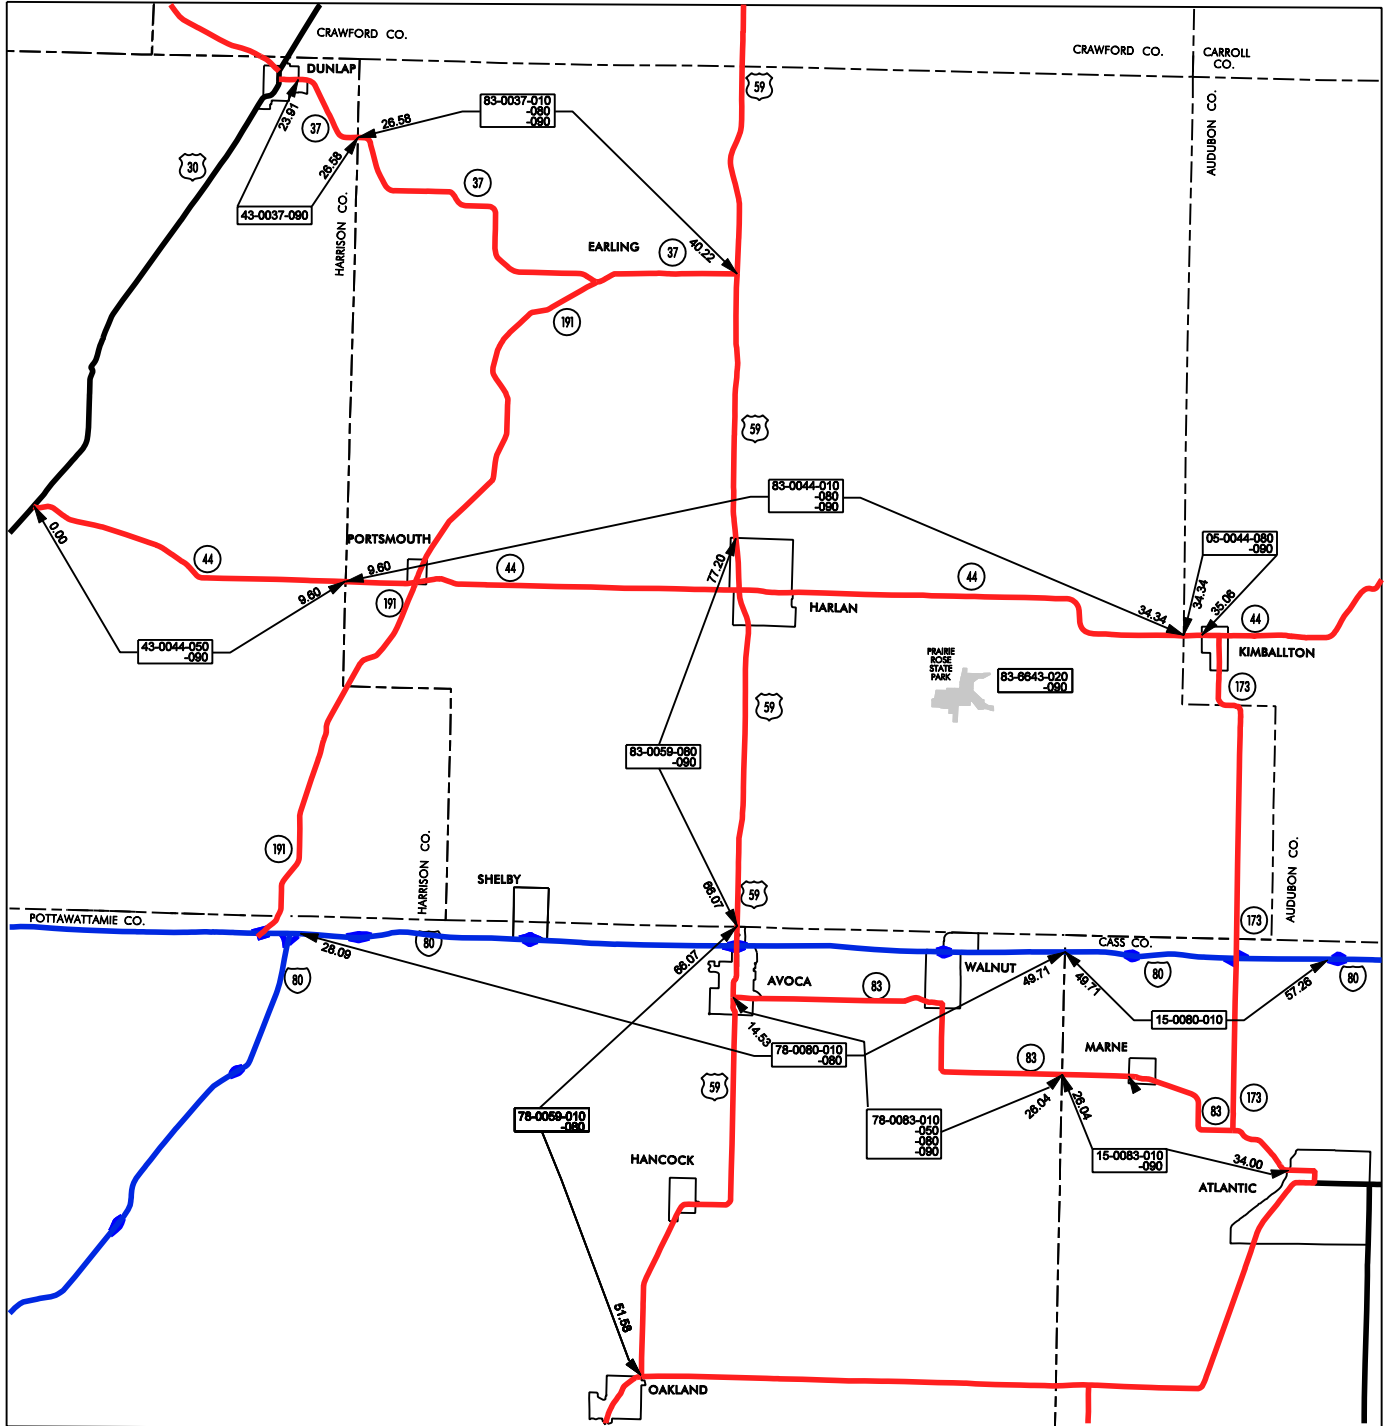 CRAWFORD CO.
CRAWFORD CO.
CARROLL
CO.
DUNLAP
59
AUDUBON CO.
83-0037-010
-080
-090
23.91
37
26.58
26.58
30
37
43-0037-090
HARRISON CO.
EARLING
37
40.22
191
59
83-0044-010
-080
-090
0.00
PORTSMOUTH
05-0044-080
-090
44
9.60
44
77.20
44
34.34
35.06
9.60
191
HARLAN
34.34
44
43-0044-050
-090
KIMBALLTON
PRAIRIE
ROSE
STATE
PARK
83-6643-020
-090
173
59
83-0059-080
-090
191
HARRISON CO.
AUDUBON CO.
SHELBY
66.07
59
POTTAWATTAMIE CO.
173
80
CASS CO.
28.09
66.07
WALNUT
49.71
49.71
80
57.26
80
80
AVOCA
83
14.53
15-0080-010
78-0080-010
-080
MARNE
83
59
26.04
26.04
173
83
78-0059-010
-080
78-0083-010
-050
-080
-090
15-0083-010
-090
34.00
HANCOCK
ATLANTIC
51.58
OAKLAND